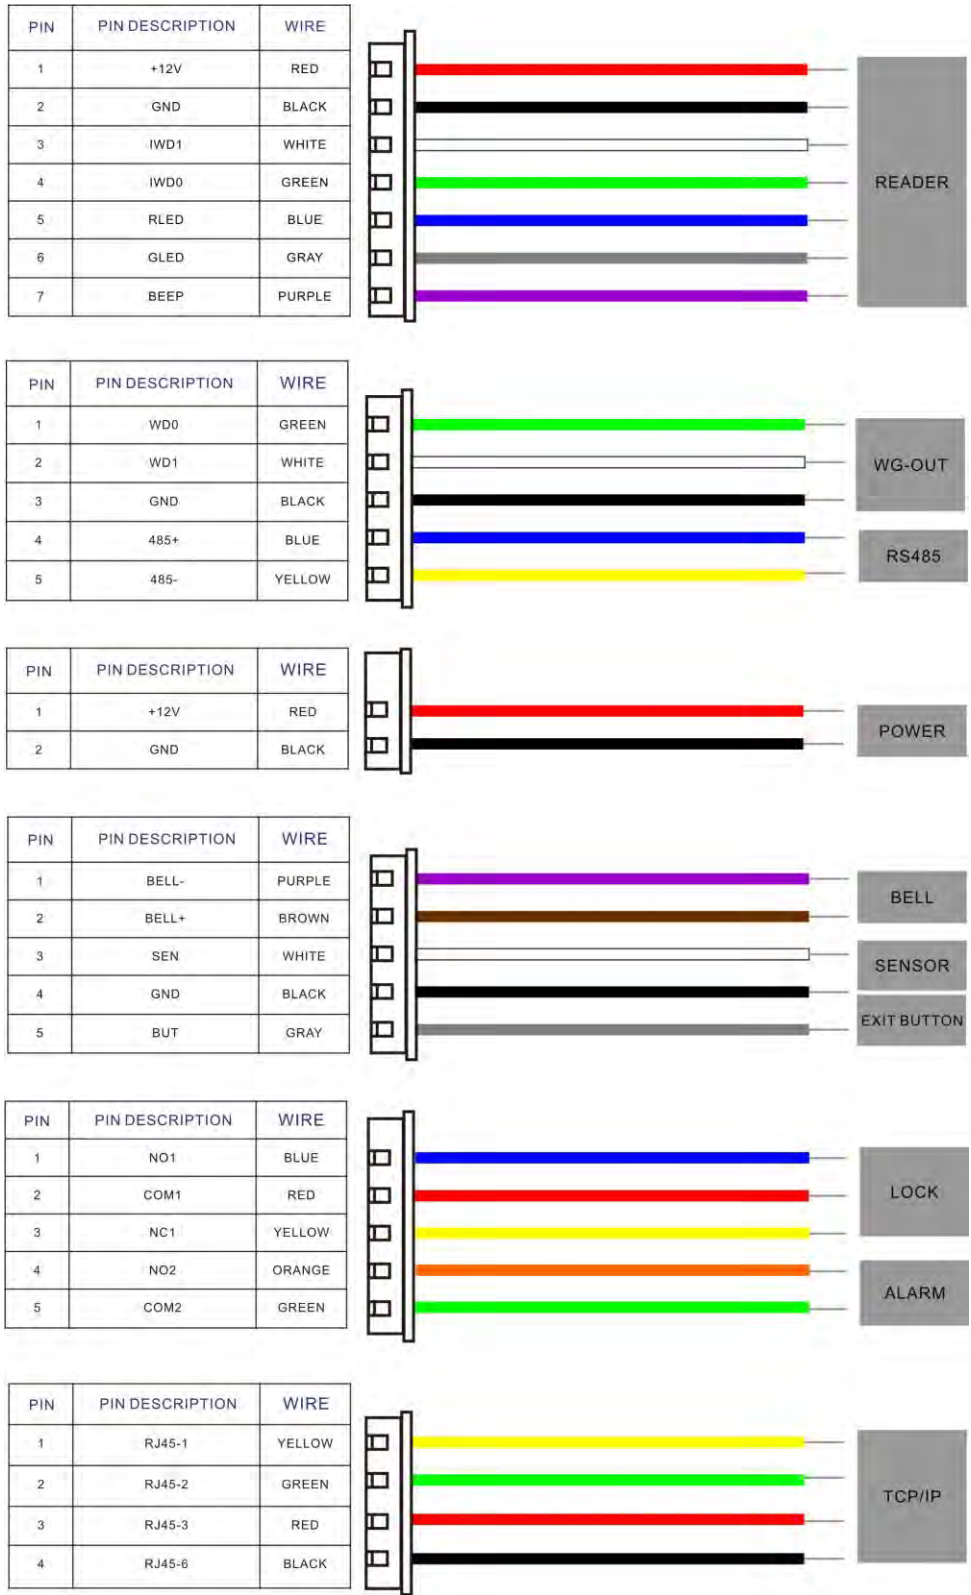 PIN PIN DESCRIPTION WIRE
1 +12V RED
2 GND BLACK
3 IWD1 WHITE
4 IWD0 GREEN
5 RLED BLUE
6 GLED GRAY
7 BEEP PURPLE
READER
PIN PIN DESCRIPTION WIRE
1 WD0 GREEN
2 WD1 WHITE
3 GND BLACK
4 485+ BLUE
5 485- YELLOW
WG-OUT
RS485
PIN PIN DESCRIPTION WIRE
1 +12V RED
2 GND BLACK
POWER
PIN PIN DESCRIPTION WIRE
1 BELL- PURPLE
2 BELL+ BROWN
3 SEN WHITE
4 GND BLACK
5 BUT GRAY
BELL
SENSOR
EXIT BUTTON
PIN PIN DESCRIPTION WIRE
1 NO1 BLUE
2 COM1 RED
3 NC1 YELLOW
4 NO2 ORANGE
5 COM2 GREEN
LOCK
ALARM
PIN PIN DESCRIPTION WIRE
1 RJ45-1 YELLOW
2 RJ45-2 GREEN
3 RJ45-3 RED
4 RJ45-6 BLACK
TCP/IP